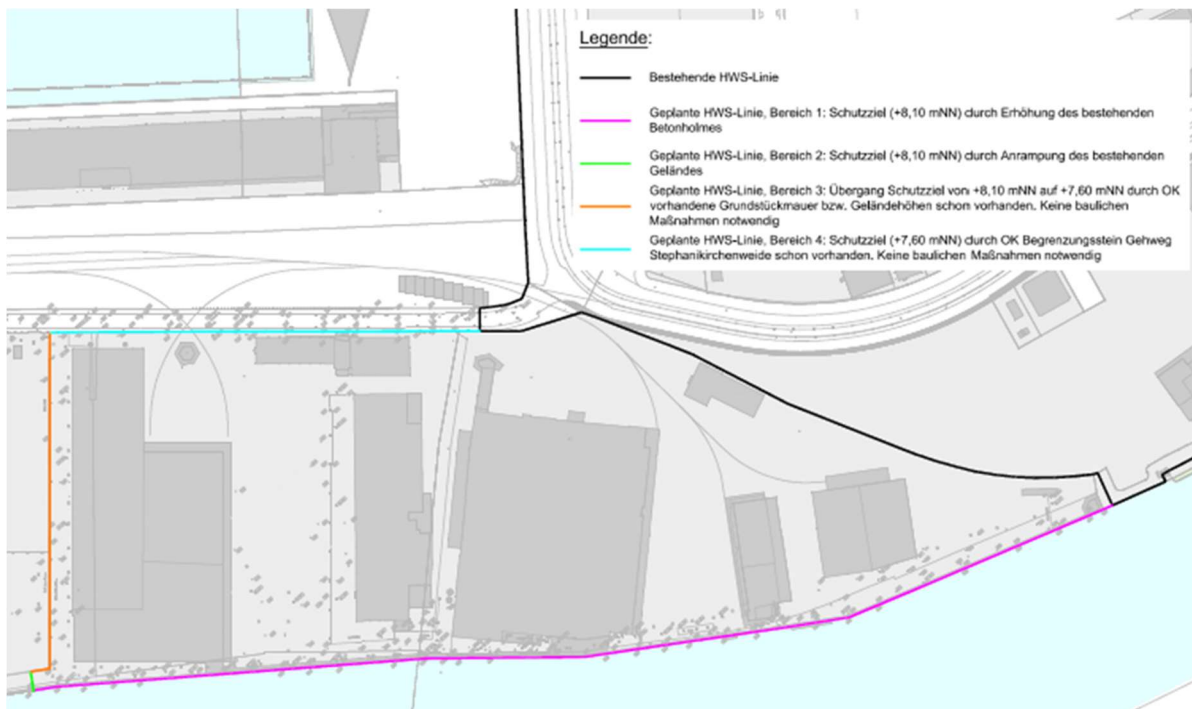 Legende:
Bestehende HWS-Linie
Geplante HWS-Linie, Bereich 1: Schutzziel (+8,10 mNN) durch Erhöhung des bestehenden
Betonholmes
Geplante HWS-Linie, Bereich 2: Schutzziel (+8,10 mNN) durch Anrampung des bestehenden
Geländes
Geplante HWS-Linie, Bereich 3: Übergang Schutzziel von +8,10 mNN auf +7,60 mNN durch OK
vorhandene Grundstückmauer bzw. Geländehöhen schon vorhanden. Keine baulichen
Maßnahmen notwendig
Geplante HWS-Linie, Bereich 4: Schutzziel (+7,60 mNN) durch OK Begrenzungsstein Gehweg
Stephanikirchenweide schon vorhanden. Keine baulichen Maßnahmen notwendig